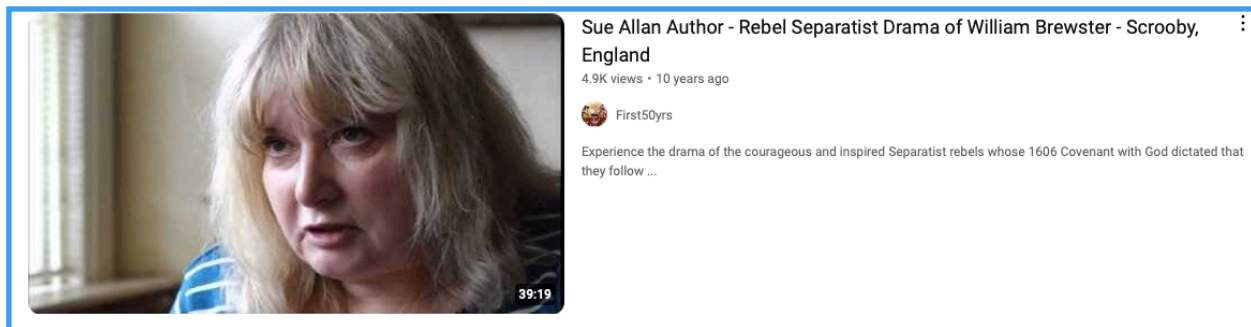 Sue Allan Author - Rebel Separatist Drama of William Brewster - Scrooby,
England
4.9K views • 10 years ago
First50yrs
Experience the drama of the courageous and inspired Separatist rebels whose 1606 Covenant with God dictated that
they follow ...
39:19